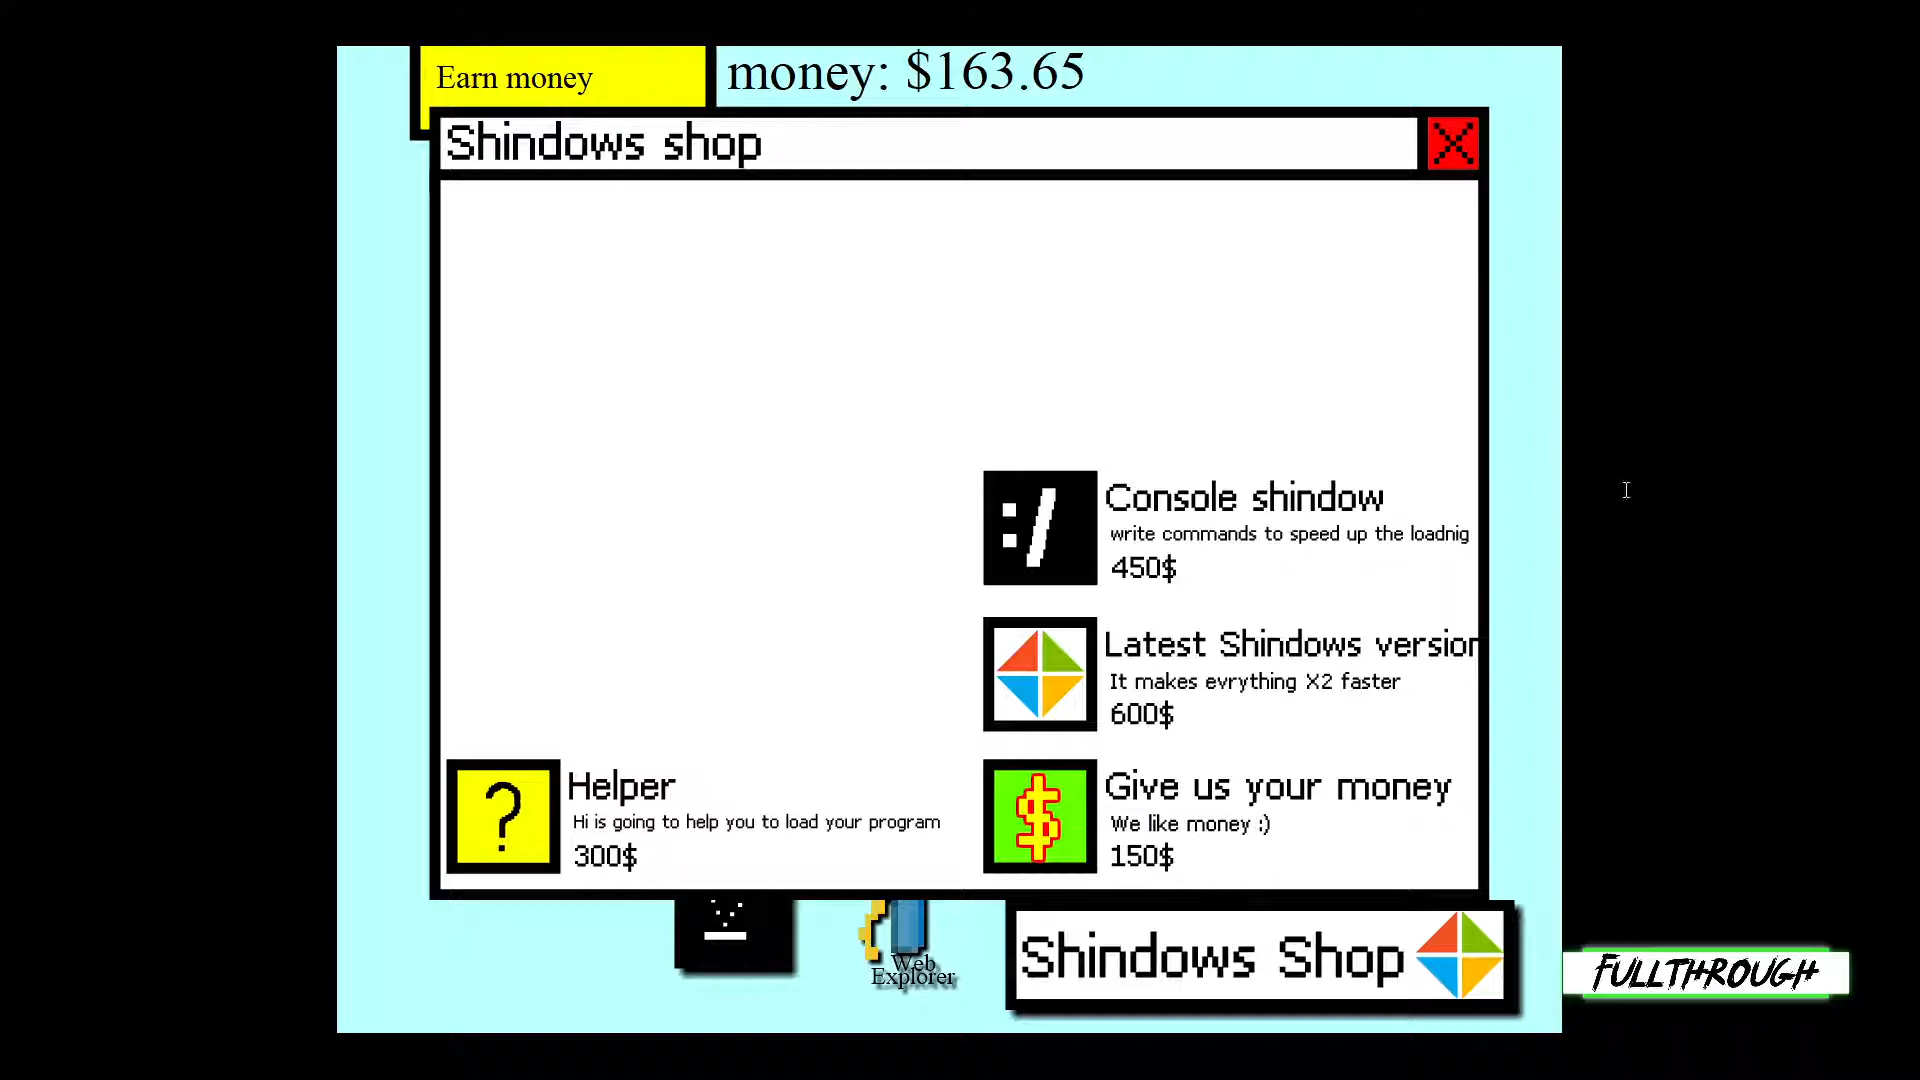 Earn money
money: $163.65
Shindows shop
Console shindow
write commands to speed up the loadnig
450$
Latest Shindows version
It makes evrything X2 faster
600$
Helper
Hi is going to help you to load your program
300$
Give us your money
We like money :)
150$
Web
Explorer
Shindows Shop
FULLTHROUGH